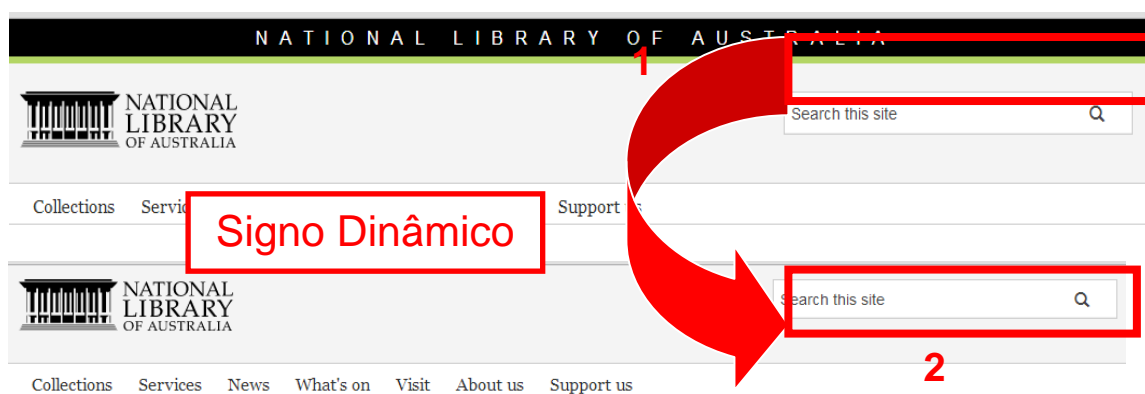 NATIONAL LIBRARY OF AUSTRALIA
1
NATIONAL
LIBRARY
OF AUSTRALIA
Search this site
Collections Support
Signo Dinâmico
NATIONAL
LIBRARY
OF AUSTRALIA
Search this site
2
Collections Services News What's on Visit About us Support us